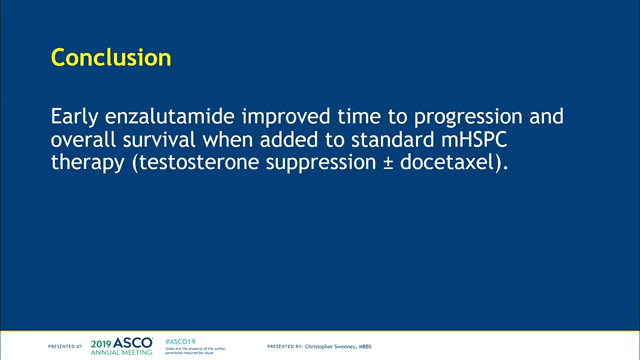 Conclusion
Early enzalutamide improved time to progression and
overall survival when added to standard mHSPC
therapy (testosterone suppression ± docetaxel).
PRESENTED AT:
2019 ASCO
ANNUAL MEETING
#ASCO19
Slides are the property of the author,
permission required for reuse.
PRESENTED BY: Christopher Sweeney, MBBS